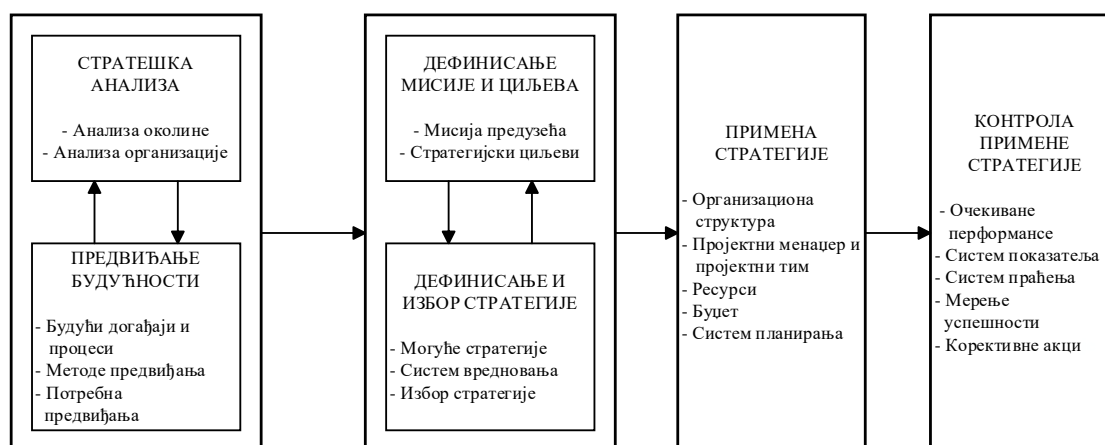 СТРАТЕШКА
АНАЛИЗА
- Анализа околине
- Анализа организације
ПРЕДВИЂАЊЕ
БУДУЋНОСТИ
- Будући догађаји и
процеси
- Методе предвиђања
- Потребна
предвиђања
ДЕФИНИСАЊЕ
МИСИЈЕ И ЦИЉЕВА
- Мисија предузећа
- Стратегијски циљеви
ДЕФИНИСАЊЕ И
ИЗБОР СТРАТЕГИЈЕ
- Могуће стратегије
- Систем вредновања
- Избор стратегије
ПРИМЕНА
СТРАТЕГИЈЕ
- Организациона
структура
- Пројектни менаџер и
пројектни тим
- Ресурси
- Буџет
- Систем планирања
КОНТРОЛА
ПРИМЕНЕ
СТРАТЕГИЈЕ
- Очекиване
перформансе
- Систем показатеља
- Систем праћења
- Мерење
успешности
- Корективне акци